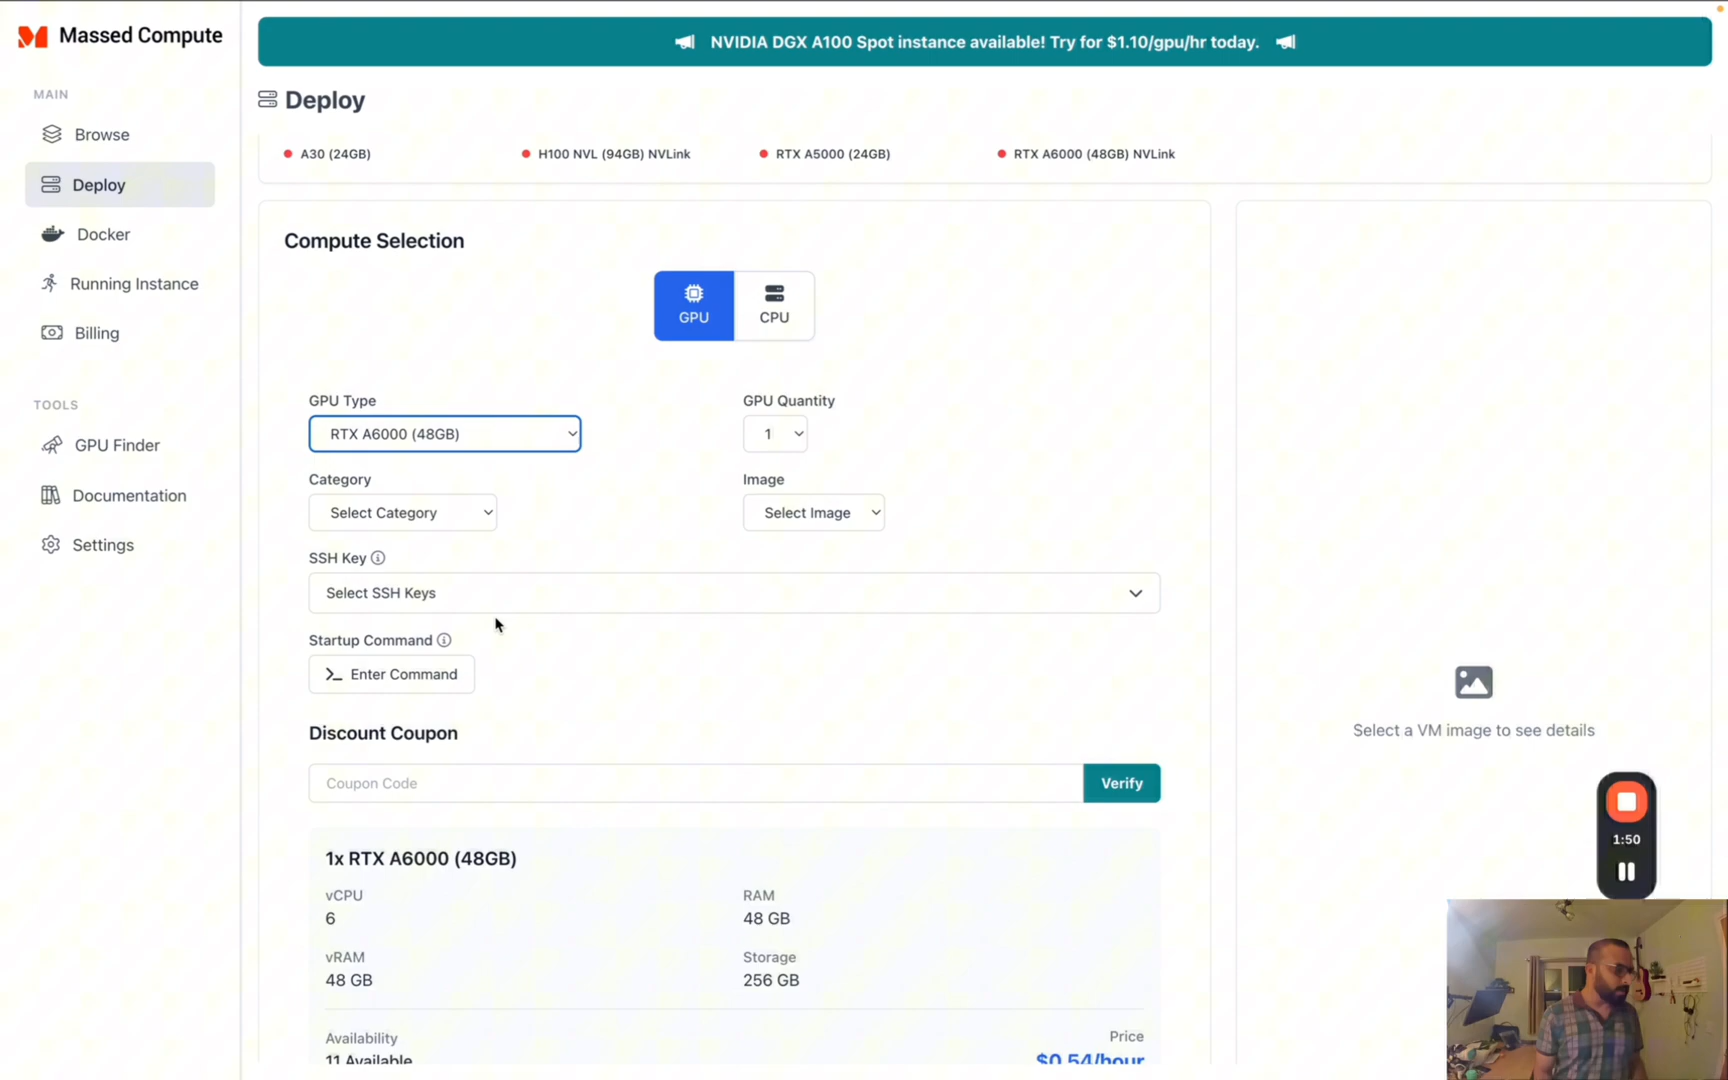 Massed Compute
NVIDIA DGX A100 Spot instance available! Try for $1.10/gpu/hr today.
MAIN
Browse
Deploy
Docker
Running Instance
Billing
TOOLS
GPU Finder
Documentation
Settings
Deploy
A30 (24GB)
H100 NVL (94GB) NVLink
RTX A5000 (24GB)
RTX A6000 (48GB) NVLink
Compute Selection
GPU
CPU
GPU Type
RTX A6000 (48GB)
GPU Quantity
1
Category
Select Category
Image
Select Image
SSH Key
Select SSH Keys
Startup Command
Enter Command
Discount Coupon
Coupon Code
Verify
1x RTX A6000 (48GB)
vCPU
6
RAM
48 GB
vRAM
48 GB
Storage
256 GB
Availability
11 Available
Price
$0.54/hour
Select a VM image to see details
1:50